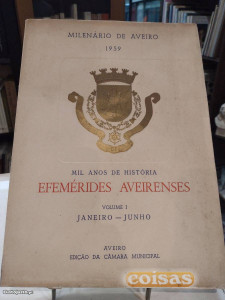 MILENÁRIO DE AVEIRO
1959
MIL ANOS DE HISTÓRIA
EFEMÉRIDES AVEIRENSES
VOLUME I
JANEIRO — JUNHO
AVEIRO
EDIÇÃO DA CÂMARA MUNICIPAL
coisas